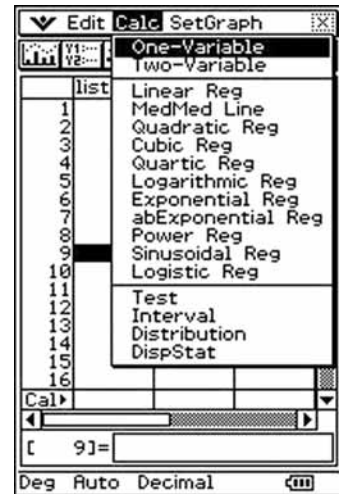 Edit Calc SetGraph
One-Variable
Two-Variable
list
Linear Reg
MedMed Line
Quadratic Reg
Cubic Reg
Quartic Reg
Logarithmic Reg
Exponential Reg
abExponential Reg
Power Reg
Sinusoidal Reg
Logistic Reg
Test
Interval
Distribution
DispStat
1
2
3
4
5
6
7
8
9
10
11
12
13
14
15
16
Cal
[ 9]=
Deg Auto Decimal